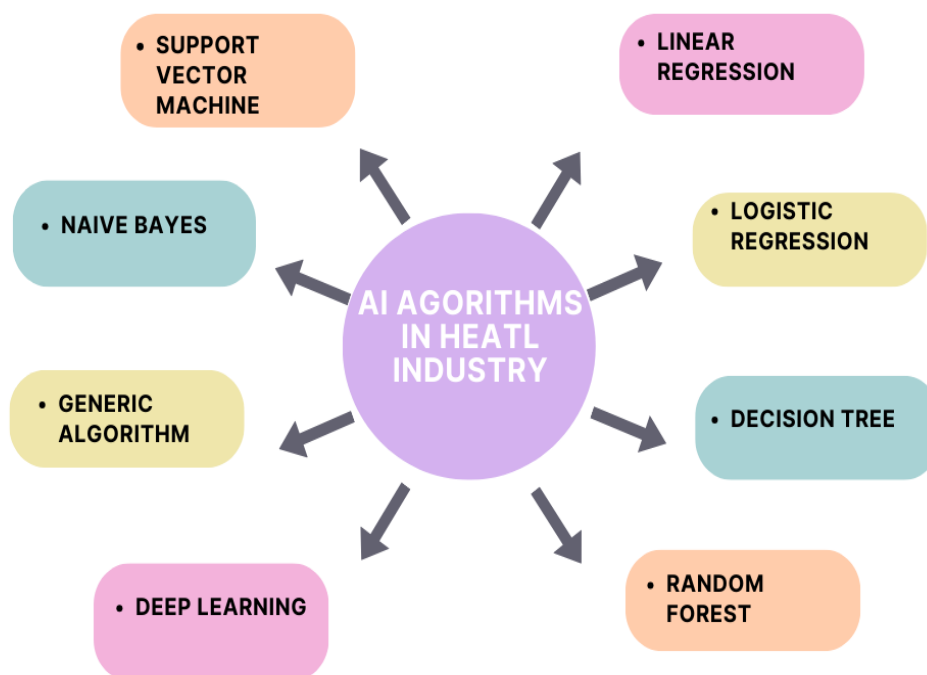 • SUPPORT
VECTOR
MACHINE
• LINEAR
REGRESSION
• NAIVE BAYES
• LOGISTIC
REGRESSION
AI AGORITHMS
IN HEATL
INDUSTRY
• GENERIC
ALGORITHM
• DECISION TREE
• DEEP LEARNING
• RANDOM
FOREST